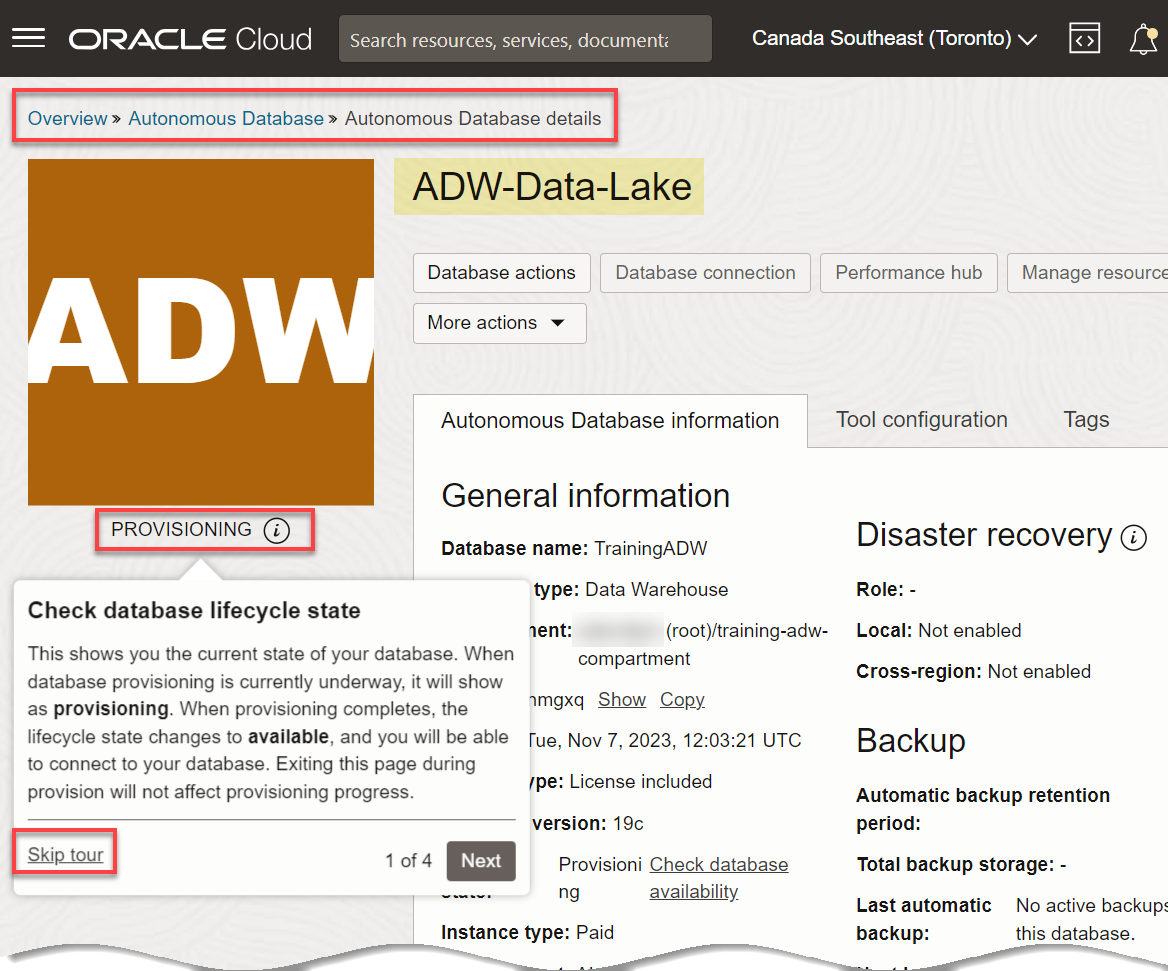 ORACLE Cloud
Search resources, services, documenta
Canada Southeast (Toronto)
Overview » Autonomous Database » Autonomous Database details
ADW
PROVISIONING i
Check database lifecycle state
This shows you the current state of your database. When
database provisioning is currently underway, it will show
as provisioning. When provisioning completes, the
lifecycle state changes to available, and you will be able
to connect to your database. Exiting this page during
provision will not affect provisioning progress.
Skip tour
1 of 4
Next
ADW-Data-Lake
Database actions
Database connection
Performance hub
Manage resource
More actions
Autonomous Database information
Tool configuration
Tags
General information
Database name: TrainingADW
type: Data Warehouse
(root)/training-adw-
compartment
Show Copy
Tue, Nov 7, 2023, 12:03:21 UTC
License included
version: 19c
Provisioni
ng
Check database
availability
Instance type: Paid
Disaster recovery i
Role: -
Local: Not enabled
Cross-region: Not enabled
Backup
Automatic backup retention
period:
Total backup storage: -
Last automatic
backup:
No active backups
this database.